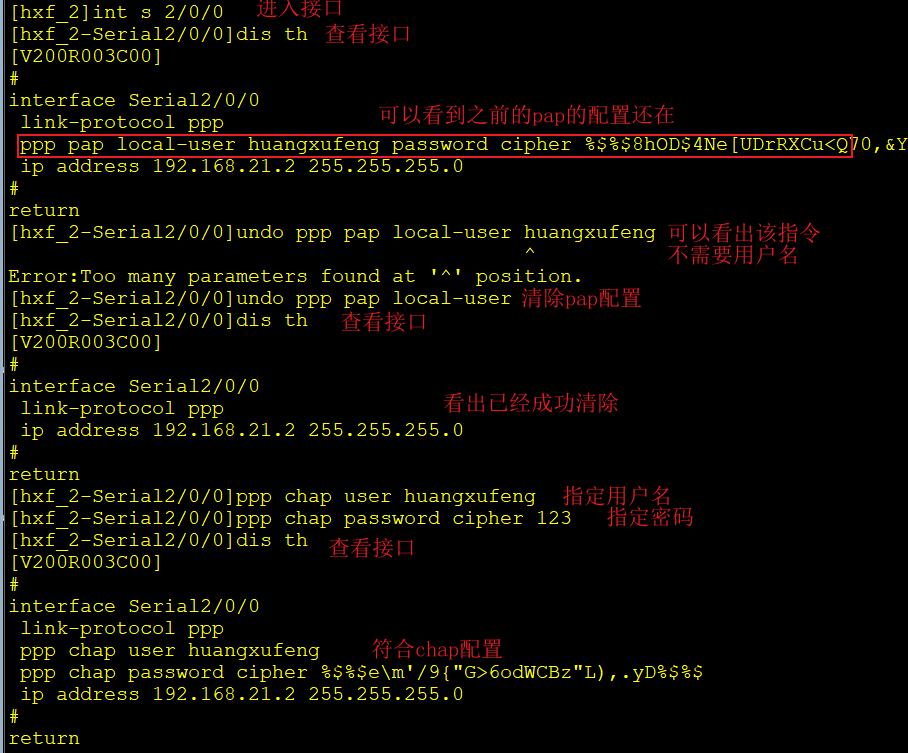 [hxf_2]int s 2/0/0 进入接口
[hxf_2-Serial2/0/0]dis th 查看接口
[V200R003C00]
#
interface Serial2/0/0
link-protocol ppp 可以看到之前的pap的配置还在
ppp pap local-user huangxufeng password cipher %$%$8hOD$4Ne[UDrRXCu<Q70,&Y
ip address 192.168.21.2 255.255.255.0
#
return
[hxf_2-Serial2/0/0]undo ppp pap local-user huangxufeng 可以看出该指令
^ 不需要用户名
Error:Too many parameters found at '^' position.
[hxf_2-Serial2/0/0]undo ppp pap local-user 清除pap配置
[hxf_2-Serial2/0/0]dis th 查看接口
[V200R003C00]
#
interface Serial2/0/0
link-protocol ppp 看出已经成功清除
ip address 192.168.21.2 255.255.255.0
#
return
[hxf_2-Serial2/0/0]ppp chap user huangxufeng 指定用户名
[hxf_2-Serial2/0/0]ppp chap password cipher 123 指定密码
[hxf_2-Serial2/0/0]dis th 查看接口
[V200R003C00]
#
interface Serial2/0/0
link-protocol ppp
ppp chap user huangxufeng 符合chap配置
ppp chap password cipher %$%$e\m'/9{"G>6odWCBz"L),.yD%$%$
ip address 192.168.21.2 255.255.255.0
#
return